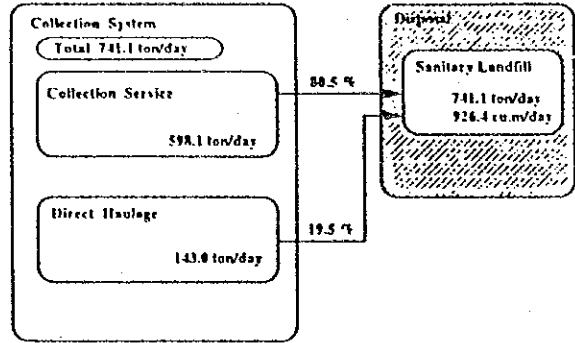 Collection System
Total 741.1 ton/day
Collection Service
598.1 ton/day
Direct Haulage
143.0 ton/day
80.5 %
19.5 %
Disposal
Sanitary Landfill
741.1 ton/day
926.4 cu.m/day